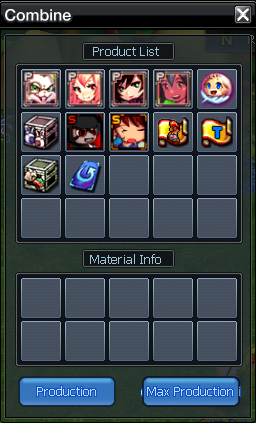 Combine
N
Product List
P P P P
S S T
Material Info
Production
Max Production